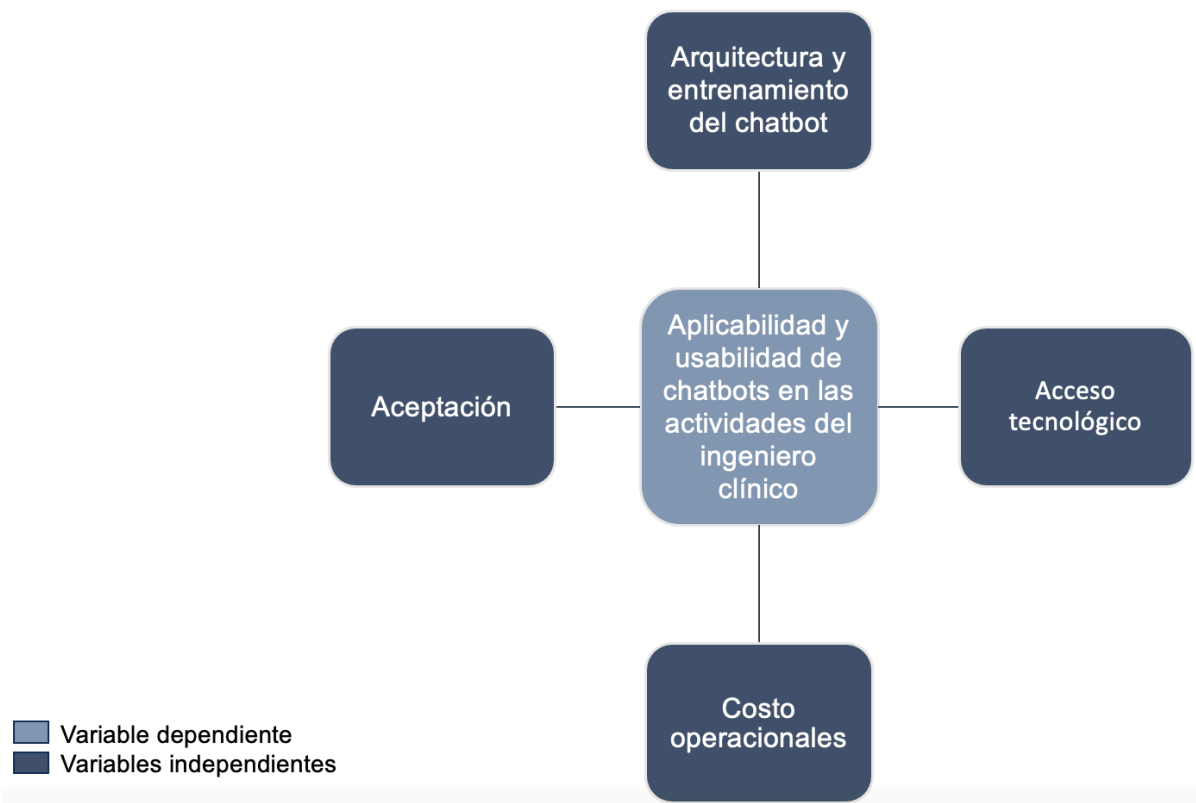 Arquitectura y
entrenamiento
del chatbot
Aplicabilidad y
usabilidad de
chatbots en las
actividades del
ingeniero
clínico
Aceptación
Acceso
tecnológico
Costo
operacionales
Variable dependiente
Variables independientes